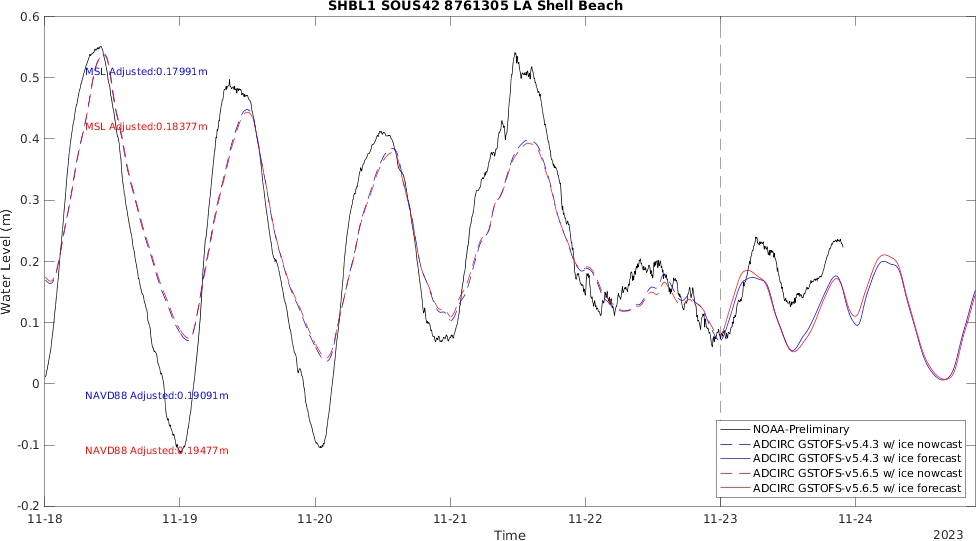 SHBL1 SOUS42 8761305 LA Shell Beach
0.6
0.5
0.4
0.3
0.2
0.1
0
-0.1
-0.2
Water Level (m)
MSL Adjusted:0.17991m
MSL Adjusted:0.18377m
NAVD88 Adjusted:0.19091m
NAVD88 Adjusted:0.19477m
NOAA-Preliminary
ADCIRC GSTOFS-v5.4.3 w/ ice nowcast
ADCIRC GSTOFS-v5.4.3 w/ ice forecast
ADCIRC GSTOFS-v5.6.5 w/ ice nowcast
ADCIRC GSTOFS-v5.6.5 w/ ice forecast
11-18 11-19 11-20 11-21 11-22 11-23 11-24
Time
2023